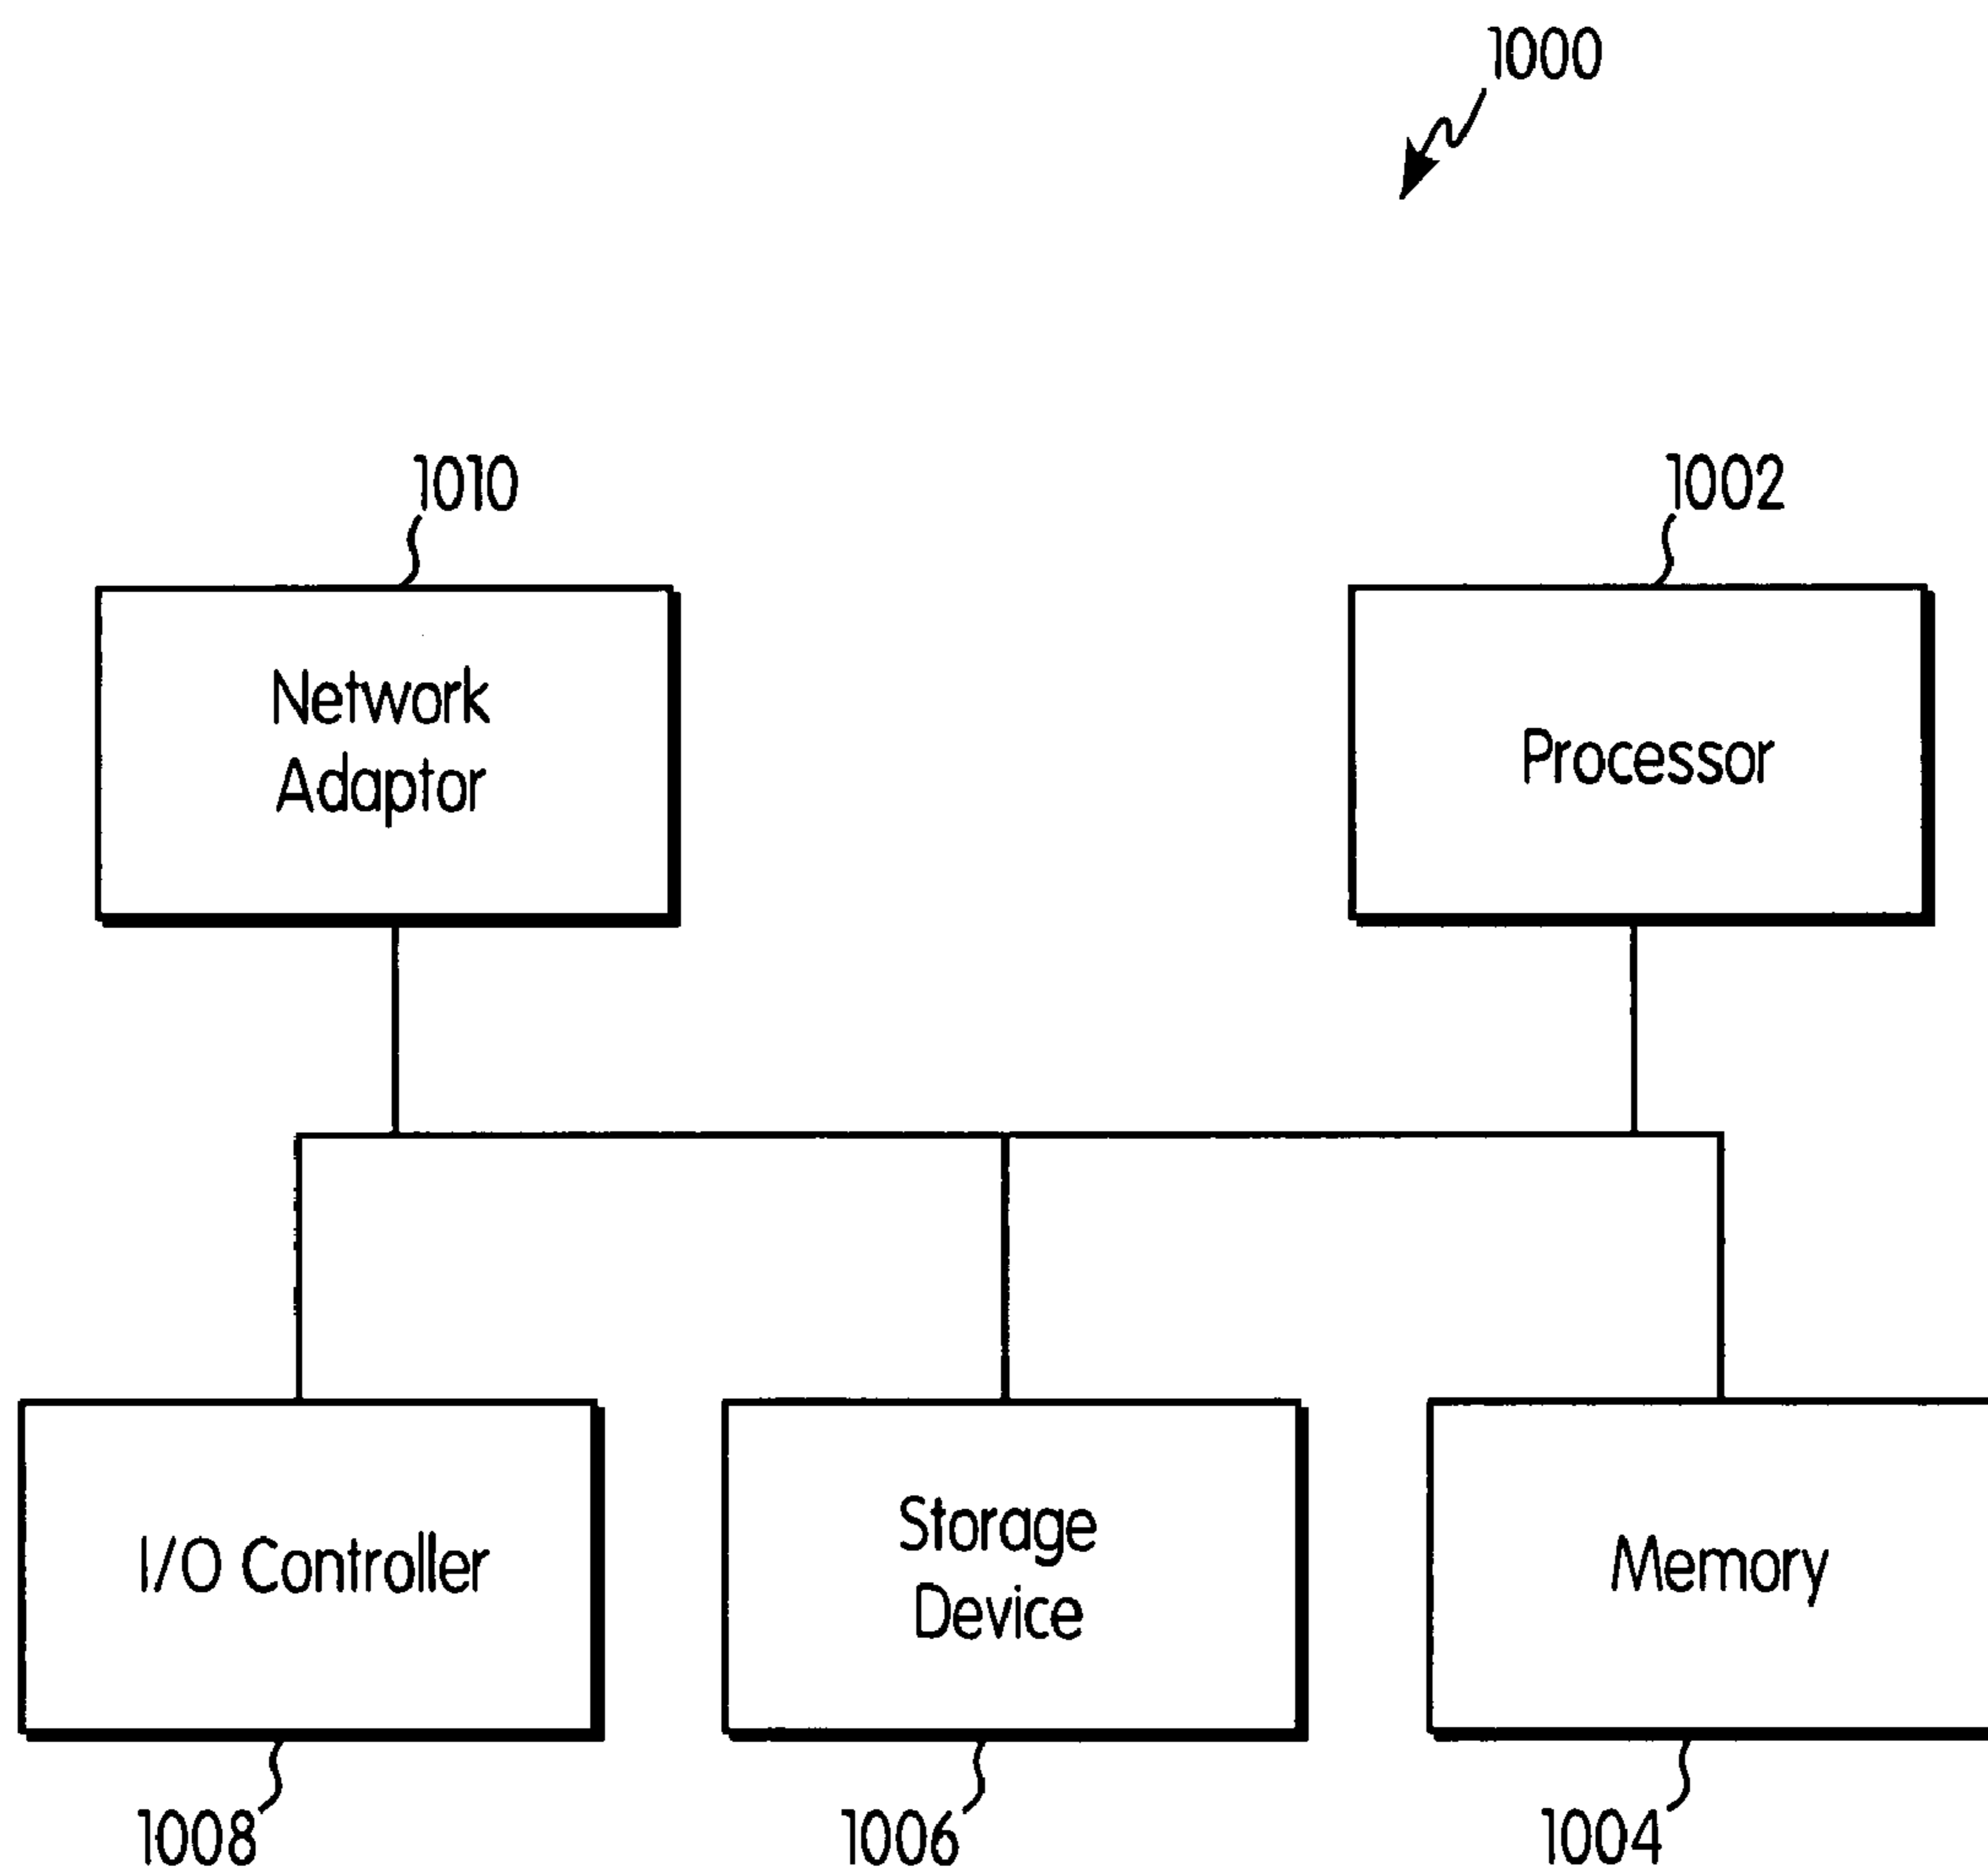 1000
1010
1002
Network
Adaptor
Processor
I/O Controller
Storage
Device
Memory
1008
1006
1004